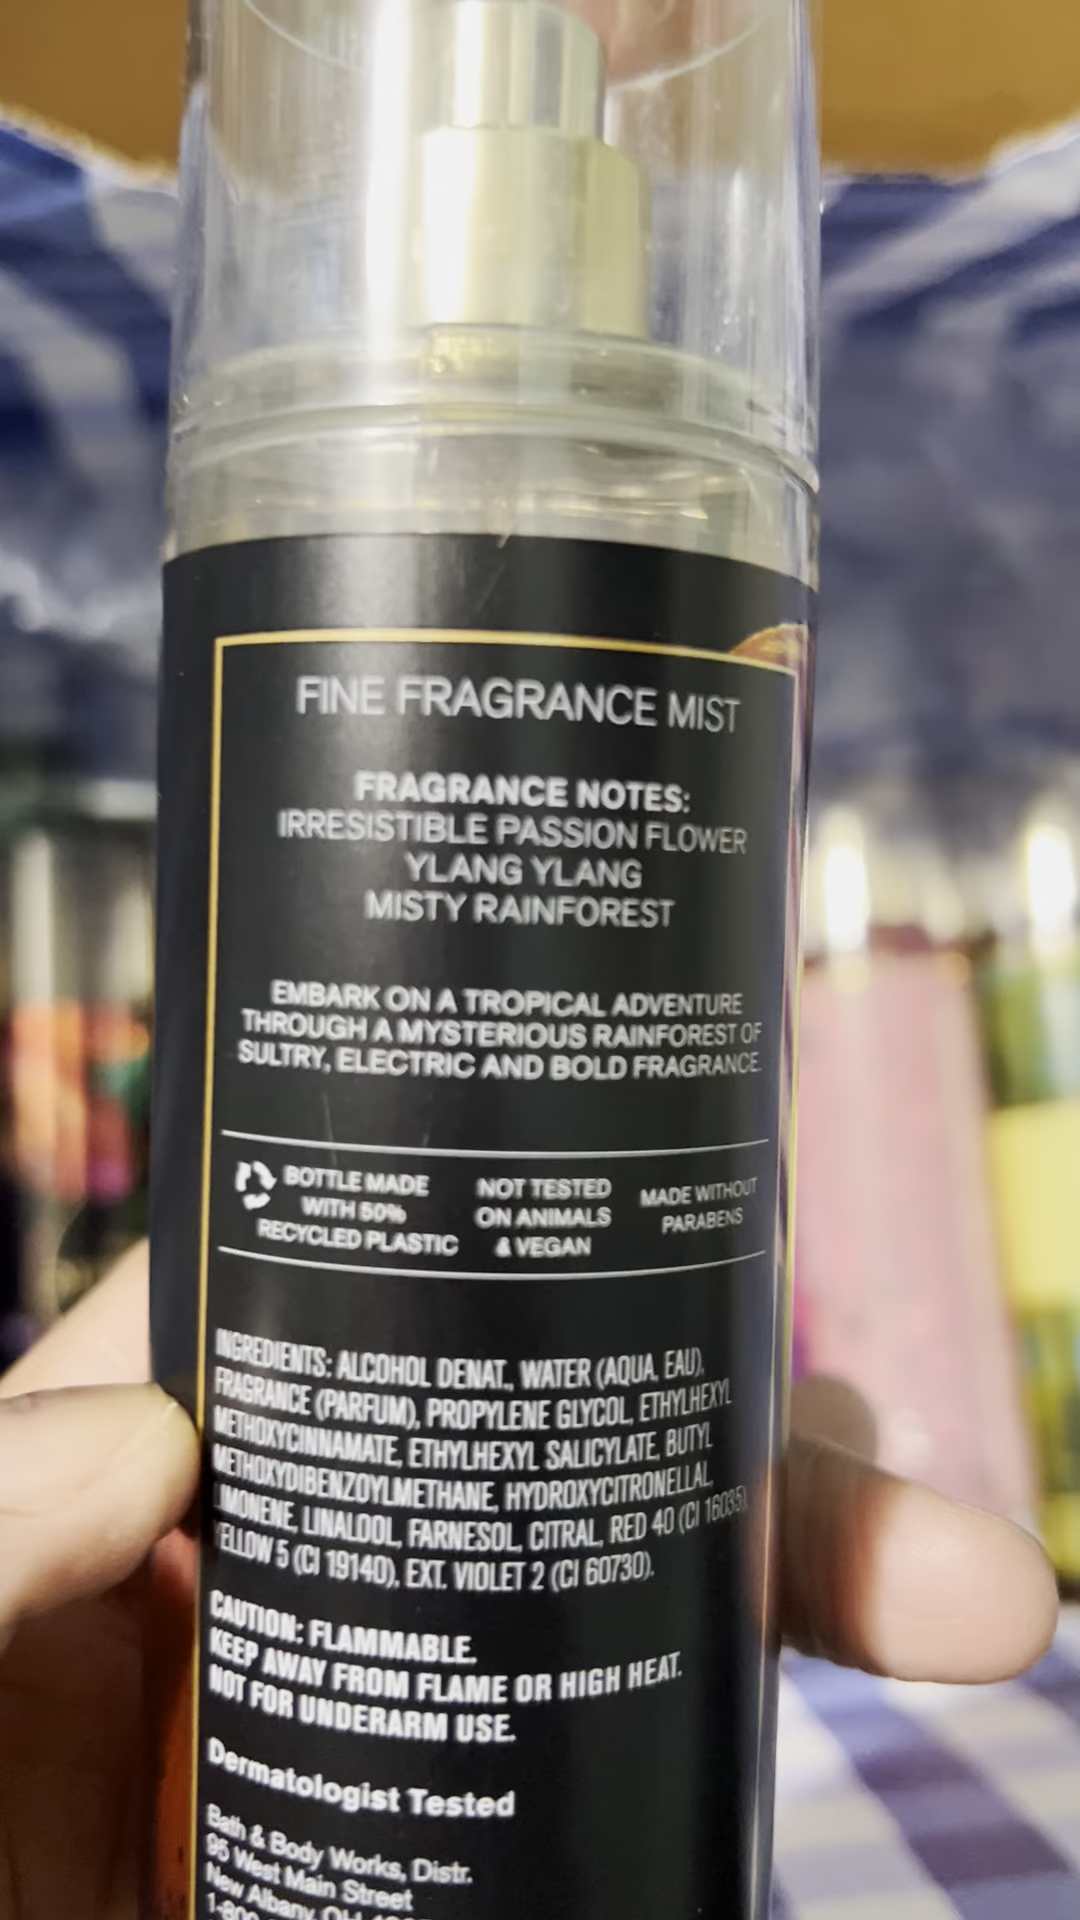 FINE FRAGRANCE MIST
FRAGRANCE NOTES:
IRRESISTIBLE PASSION FLOWER
YLANG YLANG
MISTY RAINFOREST
EMBARK ON A TROPICAL ADVENTURE
THROUGH A MYSTERIOUS RAINFOREST OF
SULTRY, ELECTRIC AND BOLD FRAGRANCE.
BOTTLE MADE
WITH 50%
RECYCLED PLASTIC
NOT TESTED
ON ANIMALS
& VEGAN
MADE WITHOUT
PARABENS
INGREDIENTS: ALCOHOL DENAT., WATER (AQUA, EAU),
FRAGRANCE (PARFUM), PROPYLENE GLYCOL, ETHYLHEXYL
METHOXYCINNAMATE, ETHYLHEXYL SALICYLATE, BUTYL
METHOXYDIBENZOYLMETHANE, HYDROXYCITRONELLAL,
LIMONENE, LINALOOL, FARNESOL, CITRAL, RED 40 (CI 16035),
YELLOW 5 (CI 19140), EXT. VIOLET 2 (CI 60730).
CAUTION: FLAMMABLE.
KEEP AWAY FROM FLAME OR HIGH HEAT.
NOT FOR UNDERARM USE.
Dermatologist Tested
Bath & Body Works, Distr.
95 West Main Street
New Albany, OH
1-800